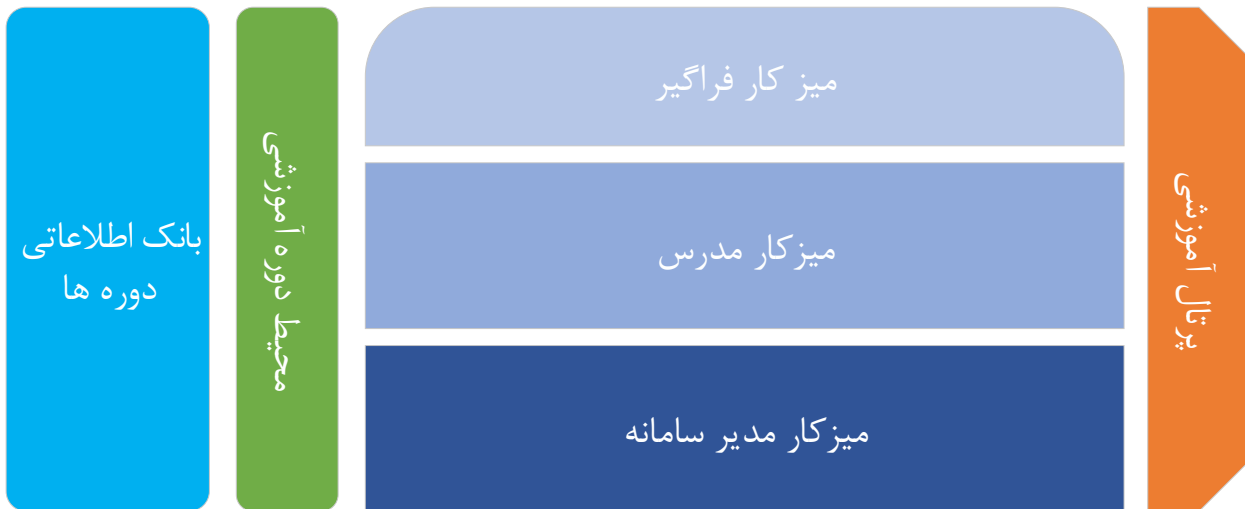 پرتال آموزشی
میز کار فراگیر
میزکار مدرس
میزکار مدیر سامانه
محیط دوره آموزشی
بانک اطلاعاتی
دوره ها